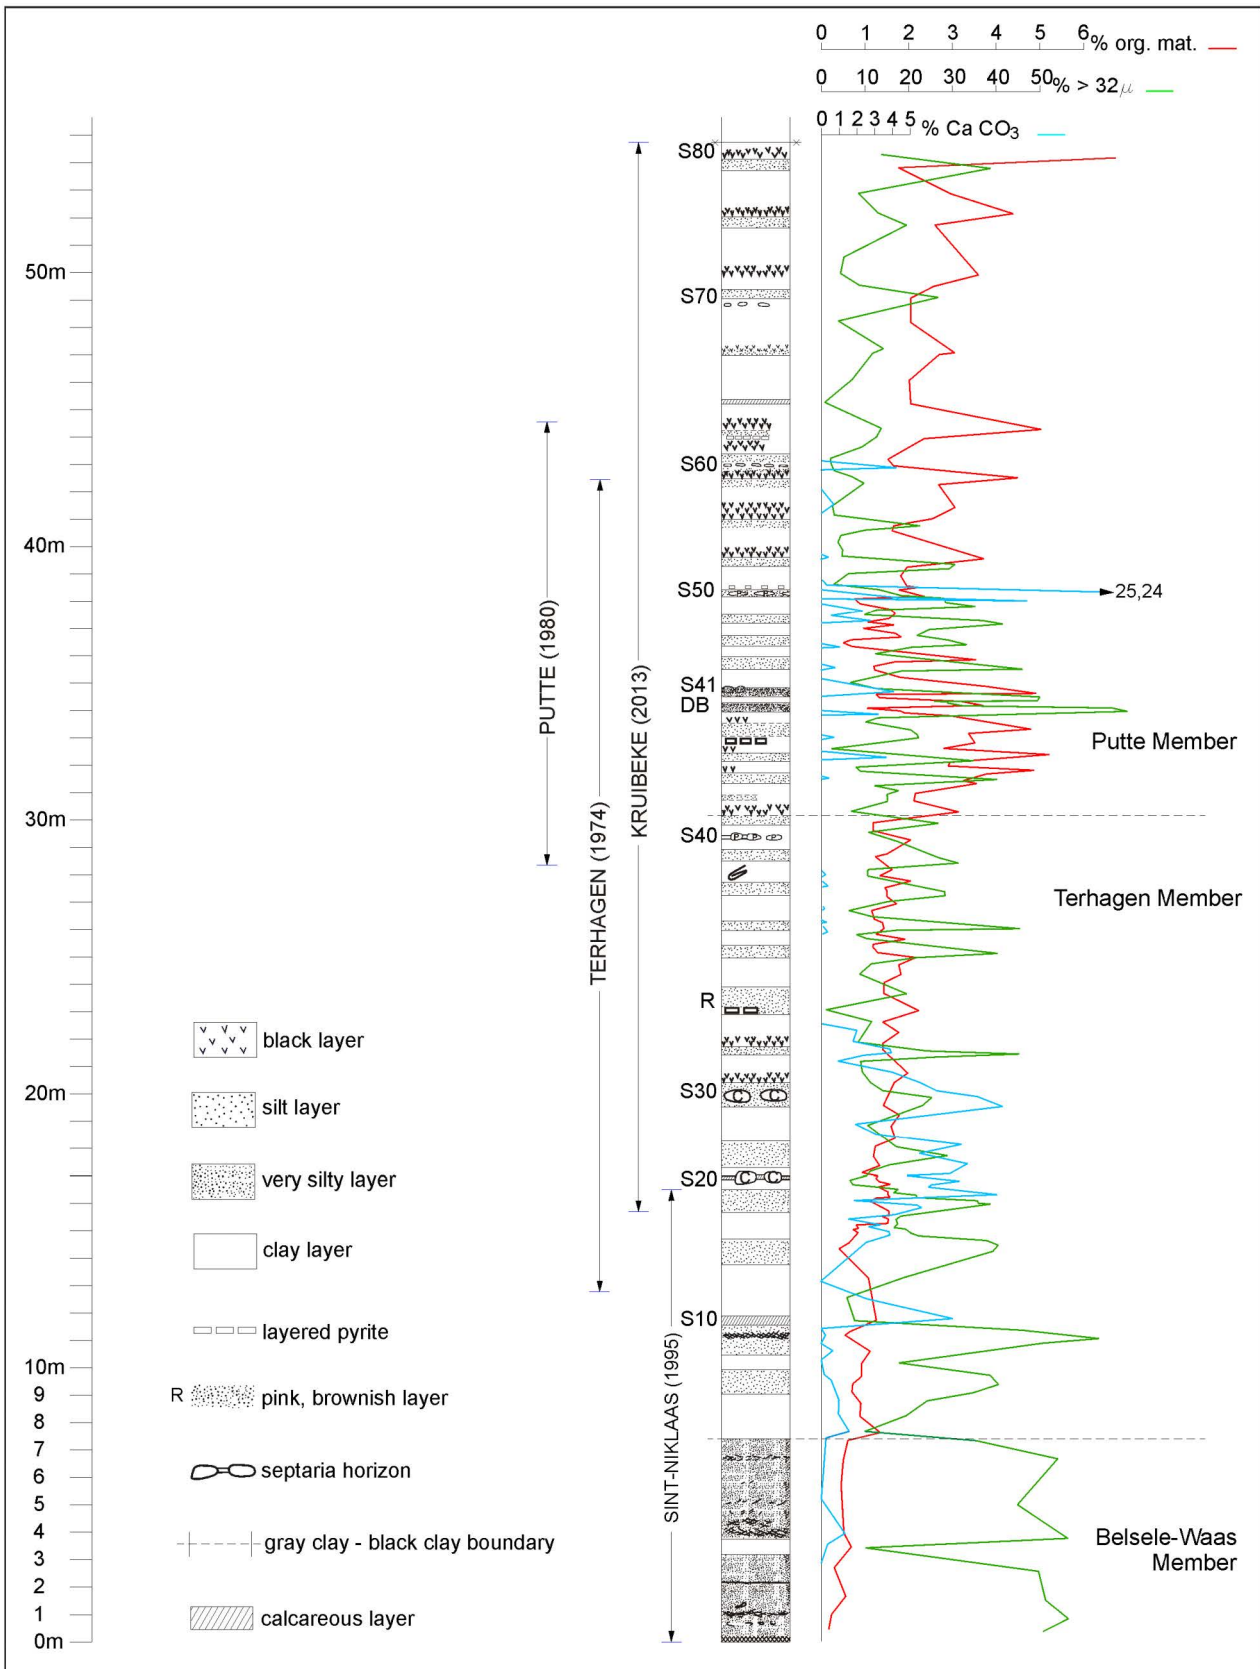 0 1 2 3 4 5 6 % org. mat.
0 10 20 30 40 50 % > 32µ
0 1 2 3 4 5 % Ca CO3
S80
50m
S70
S60
40m
S50
25,24
S41
DB
Putte Member
30m
S40
Terhagen Member
R
20m
S30
S20
S10
10m
9
8
7
6
5
4
3
2
1
0m
PUTTE (1980)
TERHAGEN (1974)
KRUIBEKE (2013)
SINT-NIKLAAS (1995)
C C
C C
P P P
P P
Belsele-Waas
Member
black layer
silt layer
very silty layer
clay layer
layered pyrite
R pink, brownish layer
septaria horizon
gray clay - black clay boundary
calcareous layer